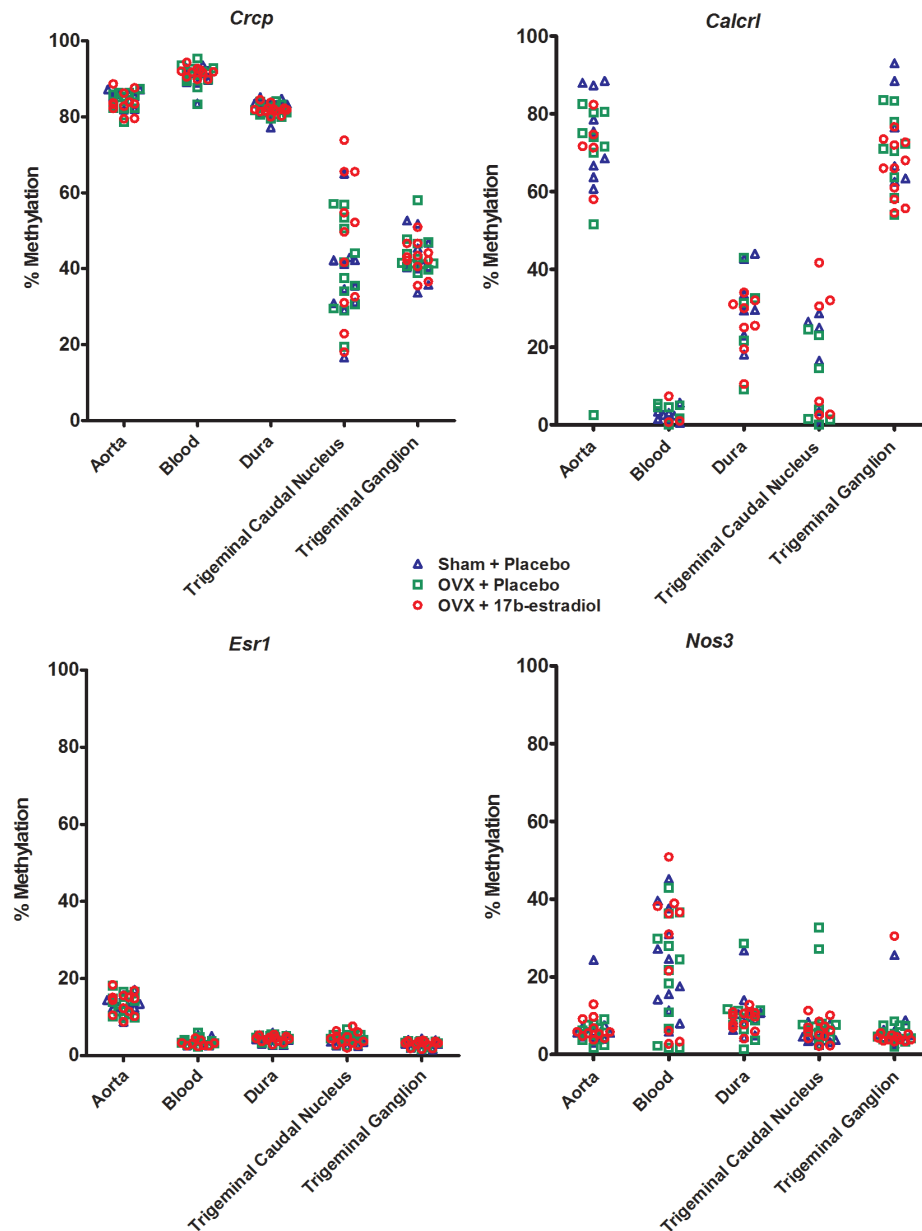 Crcp
% Methylation
100
80
60
40
20
0
Aorta
Blood
Dura
Trigeminal Caudal Nucleus
Trigeminal Ganglion
Calcrl
% Methylation
100
80
60
40
20
0
Aorta
Blood
Dura
Trigeminal Caudal Nucleus
Trigeminal Ganglion
Sham + Placebo
OVX + Placebo
OVX + 17b-estradiol
Esr1
% Methylation
100
80
60
40
20
0
Aorta
Blood
Dura
Trigeminal Caudal Nucleus
Trigeminal Ganglion
Nos3
% Methylation
100
80
60
40
20
0
Aorta
Blood
Dura
Trigeminal Caudal Nucleus
Trigeminal Ganglion